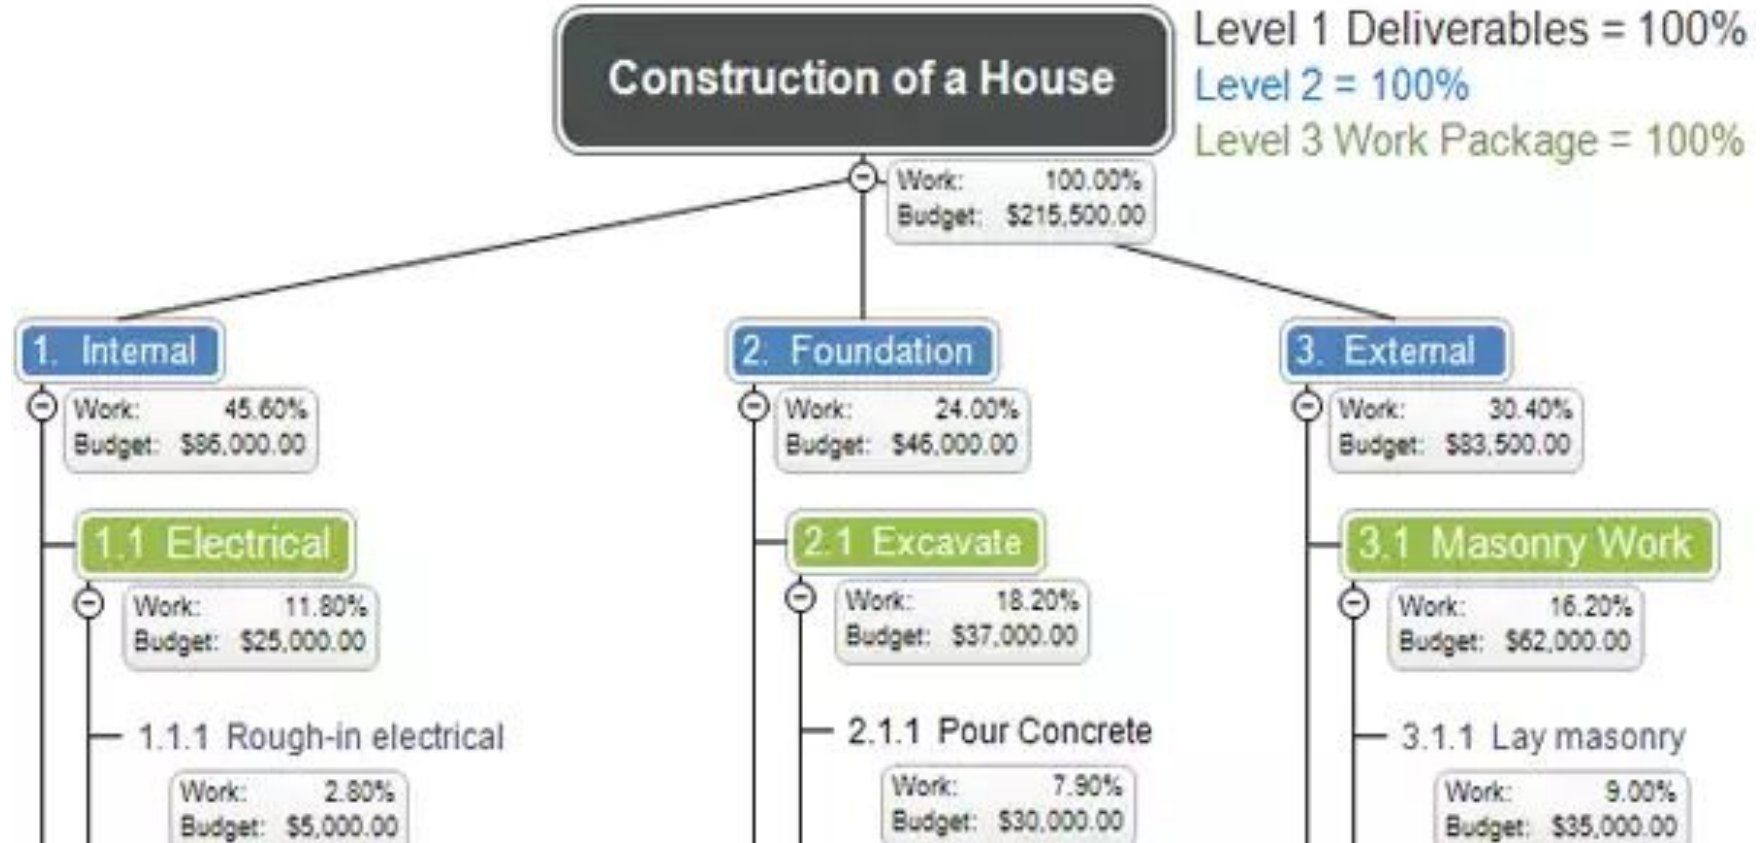 Construction of a House
Level 1 Deliverables = 100%
Level 2 = 100%
Level 3 Work Package = 100%
Work: 100.00%
Budget: $215,500.00
1. Internal
Work: 45.60%
Budget: $86,000.00
2. Foundation
Work: 24.00%
Budget: $46,000.00
3. External
Work: 30.40%
Budget: $83,500.00
1.1 Electrical
Work: 11.80%
Budget: $25,000.00
2.1 Excavate
Work: 18.20%
Budget: $37,000.00
3.1 Masonry Work
Work: 16.20%
Budget: $62,000.00
1.1.1 Rough-in electrical
Work: 2.80%
Budget: $5,000.00
2.1.1 Pour Concrete
Work: 7.90%
Budget: $30,000.00
3.1.1 Lay masonry
Work: 9.00%
Budget: $35,000.00